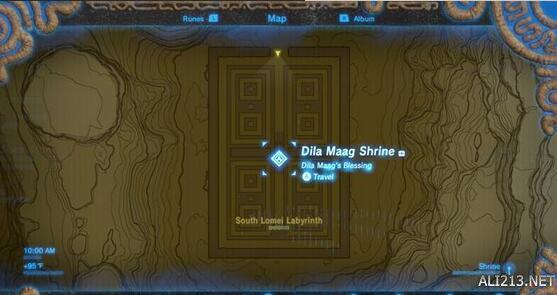 Runes L Map R Album
Dila Maag Shrine
Dila Maag's Blessing
A Travel
South Lomei Labyrinth
10:00 AM
+95°F
Shrine
ALI213.NET